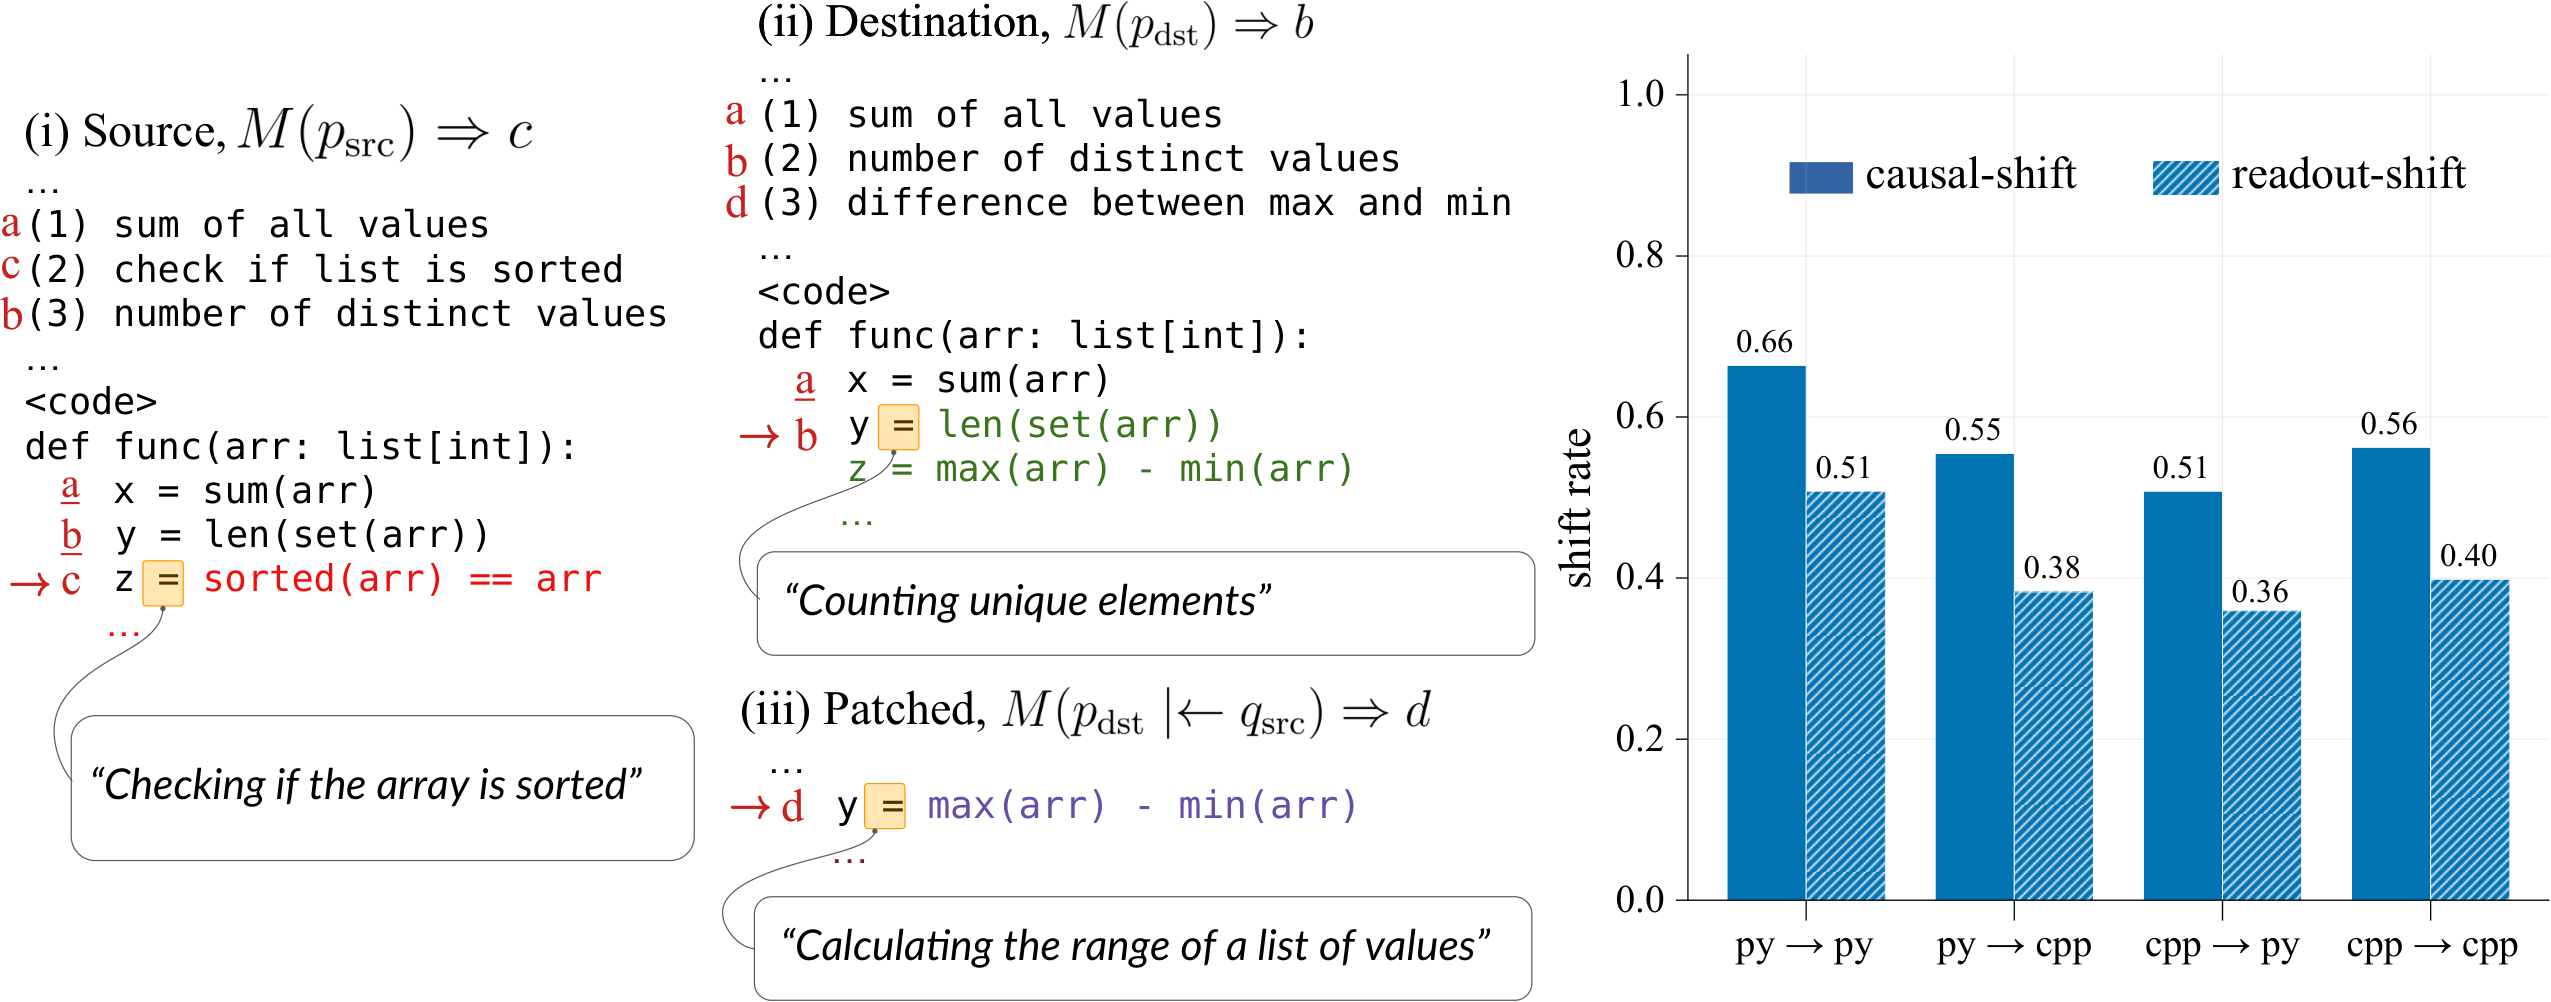 (i) Source, M(p_src) ⇒ c
...
a (1) sum of all values
c (2) check if list is sorted
b (3) number of distinct values
...
<code>
def func(arr: list[int]):
a x = sum(arr)
b y = len(set(arr))
→ c z = sorted(arr) == arr
...
“Checking if the array is sorted”
(ii) Destination, M(p_dst) ⇒ b
...
a (1) sum of all values
b (2) number of distinct values
d (3) difference between max and min
...
<code>
def func(arr: list[int]):
a x = sum(arr)
→ b y = len(set(arr))
z = max(arr) - min(arr)
...
“Counting unique elements”
(iii) Patched, M(p_dst |← q_src) ⇒ d
...
→ d y = max(arr) - min(arr)
...
“Calculating the range of a list of values”
shift rate
1.0
0.8
0.6
0.4
0.2
0.0
causal-shift readout-shift
0.66 0.51 0.55 0.38 0.51 0.36 0.56 0.40
py → py py → cpp cpp → py cpp → cpp